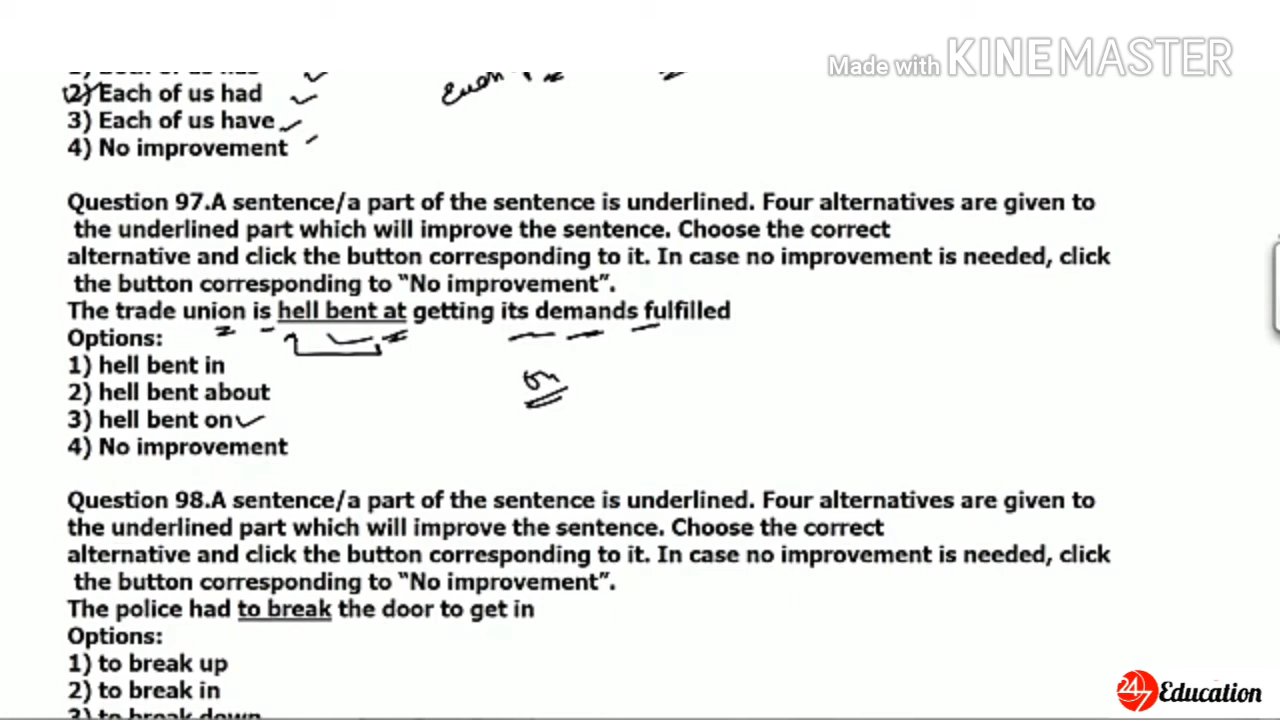 Made with KINEMASTER
2) Each of us had
3) Each of us have
4) No improvement
Question 97.A sentence/a part of the sentence is underlined. Four alternatives are given to
the underlined part which will improve the sentence. Choose the correct
alternative and click the button corresponding to it. In case no improvement is needed, click
the button corresponding to “No improvement”.
The trade union is hell bent at getting its demands fulfilled
Options:
1) hell bent in
2) hell bent about
on
3) hell bent on
4) No improvement
Question 98.A sentence/a part of the sentence is underlined. Four alternatives are given to
the underlined part which will improve the sentence. Choose the correct
alternative and click the button corresponding to it. In case no improvement is needed, click
the button corresponding to “No improvement”.
The police had to break the door to get in
Options:
1) to break up
2) to break in
3) to break down
24/7 Education